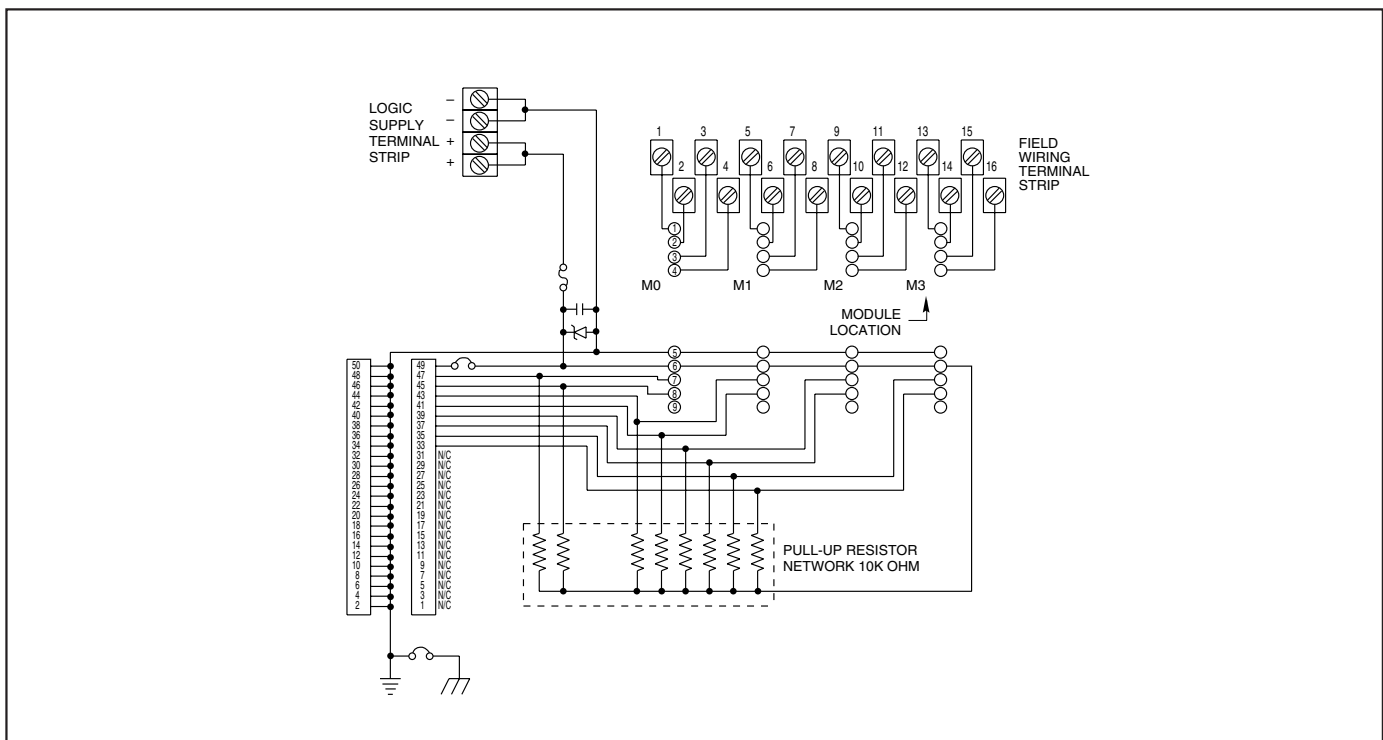 LOGIC
SUPPLY
TERMINAL
STRIP
–
–
+
+
1 3 5 7 9 11 13 15
2 4 6 8 10 12 14 16
FIELD
WIRING
TERMINAL
STRIP
1
2
3
4
M0 M1 M2 M3
MODULE
LOCATION
5
6
7
8
9
50 49
48 47
46 45
44 43
42 41
40 39
38 37
36 35
34 33
32 31 N/C
30 29 N/C
28 27 N/C
26 25 N/C
24 23 N/C
22 21 N/C
20 19 N/C
18 17 N/C
16 15 N/C
14 13 N/C
12 11 N/C
10 9 N/C
8 7 N/C
6 5 N/C
4 3 N/C
2 1 N/C
PULL-UP RESISTOR
NETWORK 10K OHM